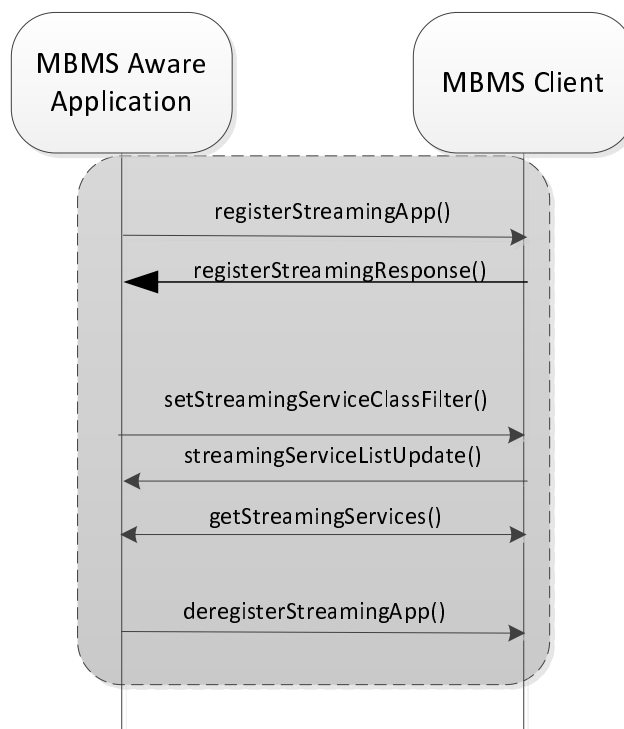 MBMS Aware
Application
MBMS Client
registerStreamingApp()
registerStreamingResponse()
setStreamingServiceClassFilter()
streamingServiceListUpdate()
getStreamingServices()
deregisterStreamingApp()